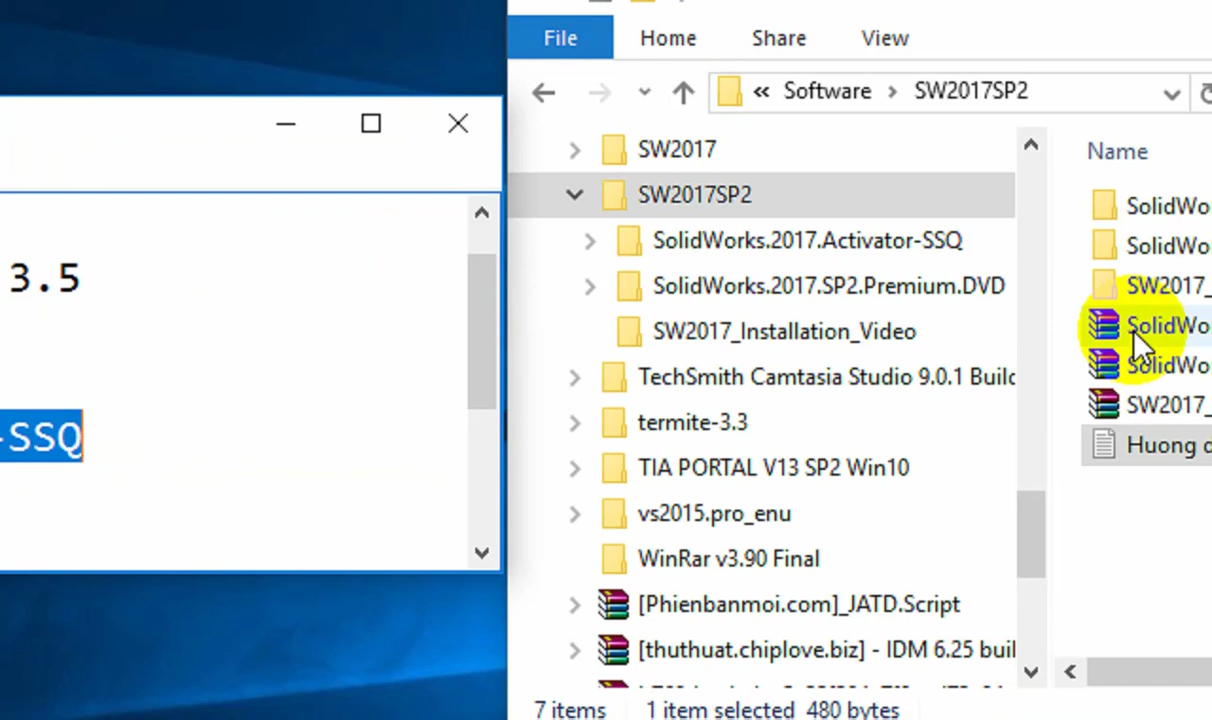 3.5
-SSQ
File Home Share View
« Software > SW2017SP2
SW2017
SW2017SP2
SolidWorks.2017.Activator-SSQ
SolidWorks.2017.SP2.Premium.DVD
SW2017_Installation_Video
TechSmith Camtasia Studio 9.0.1 Build
termite-3.3
TIA PORTAL V13 SP2 Win10
vs2015.pro_enu
WinRar v3.90 Final
[Phienbanmoi.com]_JATD.Script
[thuthuat.chiplove.biz] - IDM 6.25 buil
Name
SolidWo
SolidWo
SW2017_
SolidWo
SolidWo
SW2017_
Huong d
7 items 1 item selected 480 bytes